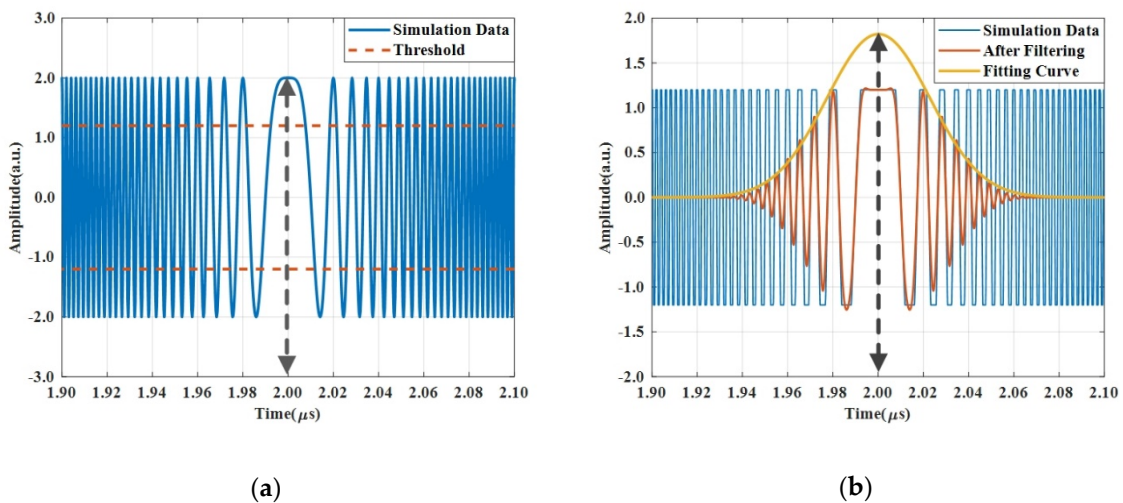 3.0
2.0
1.0
0.0
-1.0
-2.0
-3.0
Amplitude(a.u.)
Simulation Data
Threshold
1.90 1.92 1.94 1.96 1.98 2.00 2.02 2.04 2.06 2.08 2.10
Time(μs)
(a)
2.0
1.5
1.0
0.5
0.0
-0.5
-1.0
-1.5
2.0
Amplitude(a.u.)
Simulation Data
After Filtering
Fitting Curve
1.90 1.92 1.94 1.96 1.98 2.00 2.02 2.04 2.06 2.08 2.10
Time(μs)
(b)